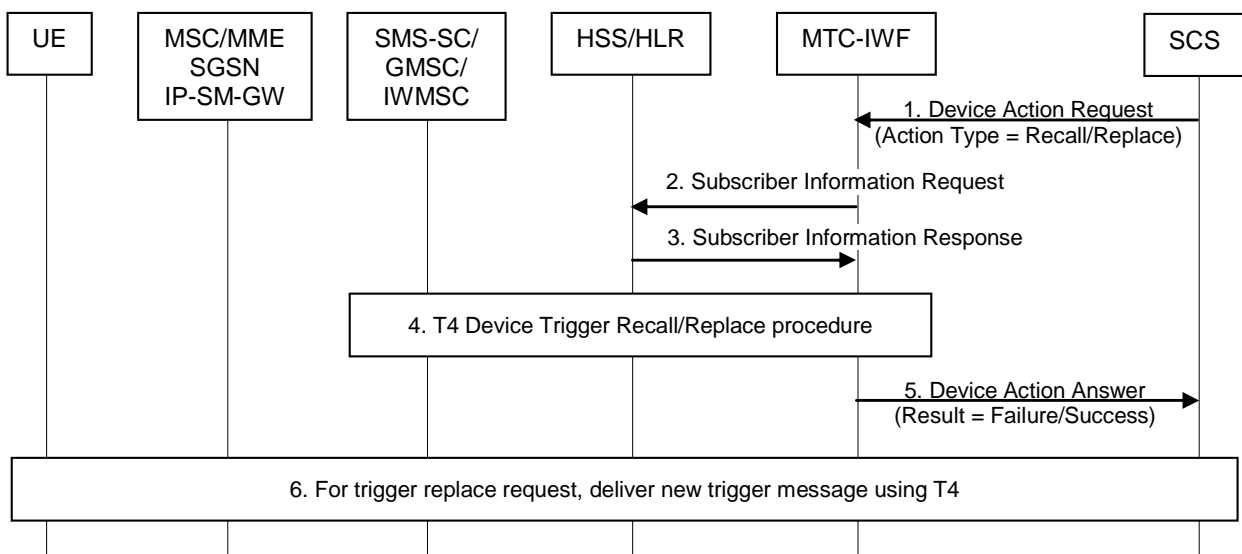 UE
MSC/MME
SGSN
IP-SM-GW
SMS-SC/
GMSC/
IWMSC
HSS/HLR
MTC-IWF
SCS
1. Device Action Request
(Action Type = Recall/Replace)
2. Subscriber Information Request
3. Subscriber Information Response
4. T4 Device Trigger Recall/Replace procedure
5. Device Action Answer
(Result = Failure/Success)
6. For trigger replace request, deliver new trigger message using T4